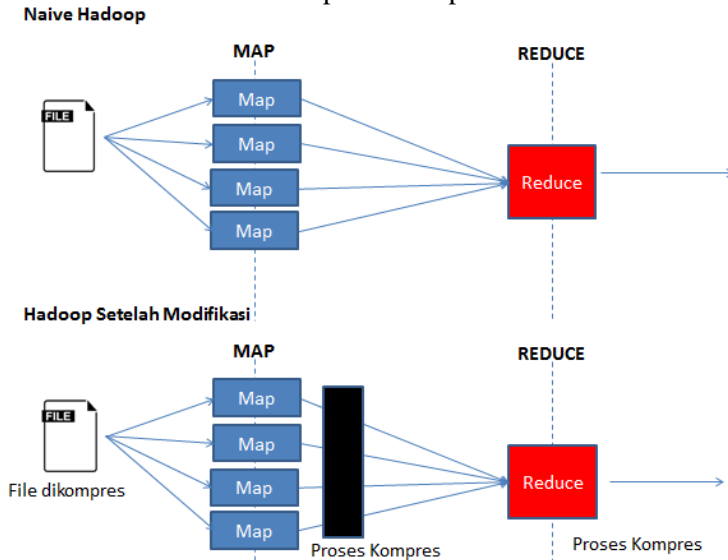 Naive Hadoop
MAP
REDUCE
FILE
Map
Map
Map
Map
Reduce
Hadoop Setelah Modifikasi
MAP
REDUCE
FILE
Map
Map
Map
Map
Reduce
File dikompres
Proses Kompres
Proses Kompres